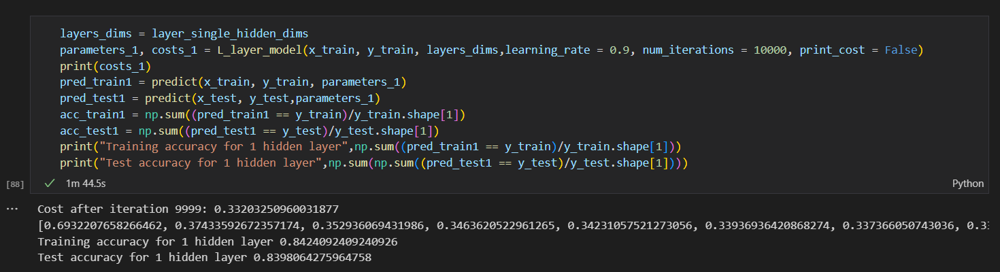 layers_dims = layer_single_hidden_dims
parameters_1, costs_1 = L_layer_model(x_train, y_train, layers_dims,learning_rate = 0.9, num_iterations = 10000, print_cost = False)
print(costs_1)
pred_train1 = predict(x_train, y_train, parameters_1)
pred_test1 = predict(x_test, y_test,parameters_1)
acc_train1 = np.sum((pred_train1 == y_train)/y_train.shape[1])
acc_test1 = np.sum((pred_test1 == y_test)/y_test.shape[1])
print("Training accuracy for 1 hidden layer",np.sum((pred_train1 == y_train)/y_train.shape[1]))
print("Test accuracy for 1 hidden layer",np.sum(np.sum((pred_test1 == y_test)/y_test.shape[1])))
[88] ✓ 1m 44.5s Python
... Cost after iteration 9999: 0.33203250960031877
[0.6932207658266462, 0.37433592672357174, 0.352936069431986, 0.3463620522961265, 0.34231057521273056, 0.33936936420868274, 0.337366050743036,
Training accuracy for 1 hidden layer 0.8424092409240926
Test accuracy for 1 hidden layer 0.8398064275964758